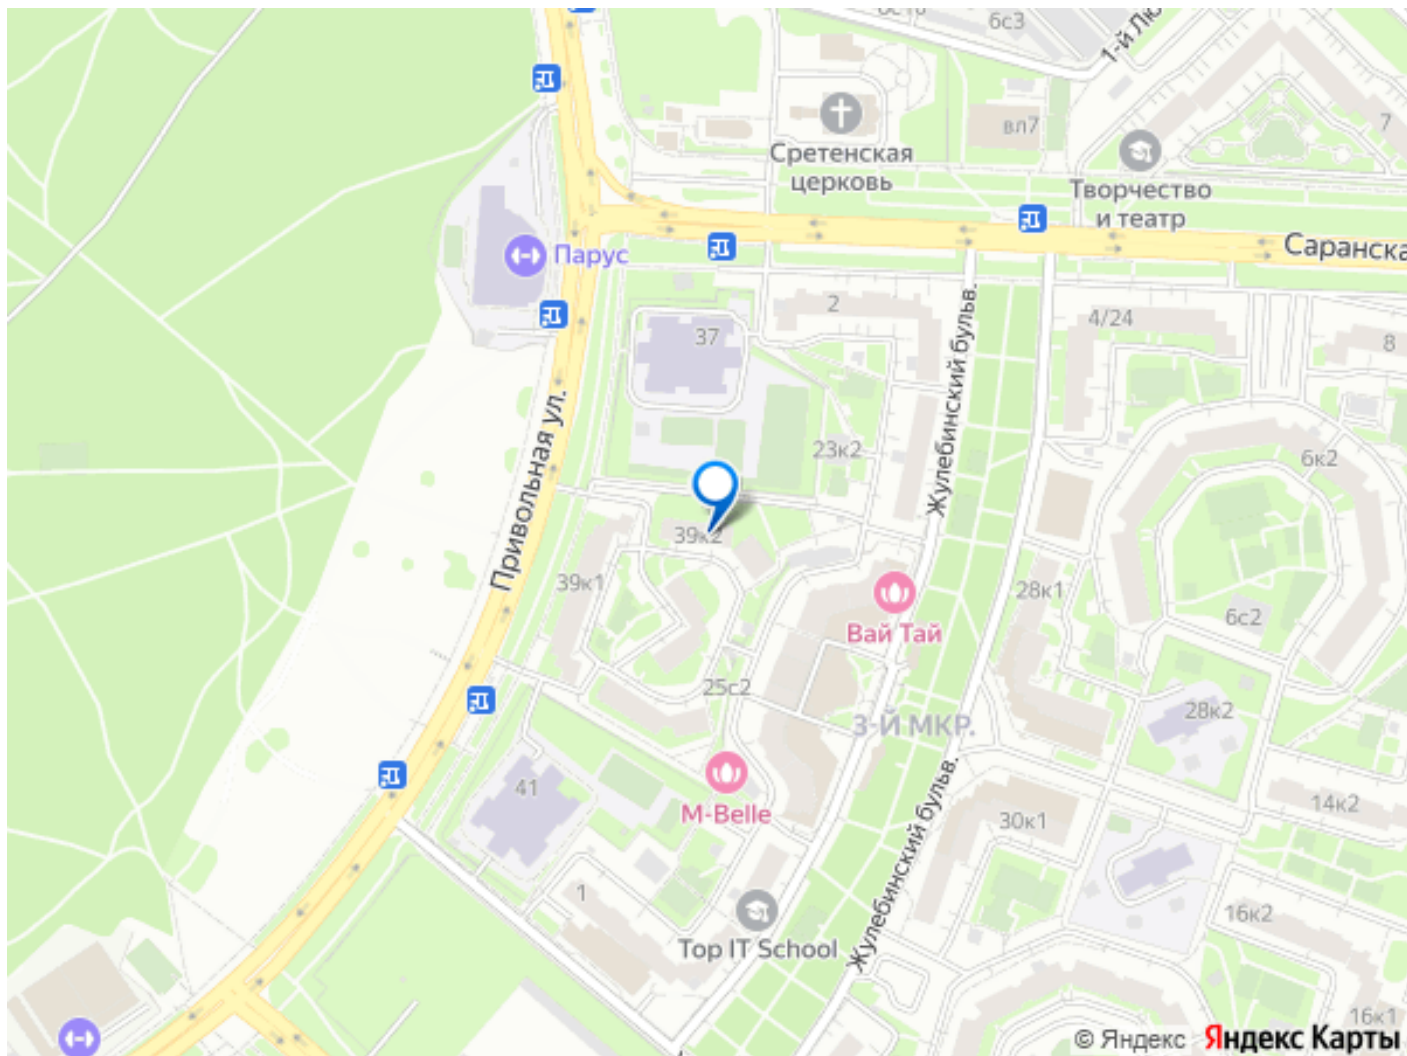 6с3
1-й Лю
7
вл7
Сретенская
церковь
Творчество
и театр
Саранска
Парус
2
4/24
37
8
Жулебинский бульв.
Привольная ул.
23к2
6к2
39к2
39к1
28к1
Вай Тай
6с2
25с2
28к2
3-Й МКР.
41
M-Belle
14к2
30к1
Жулебинский бульв.
1
16к2
Top IT School
16к1
© Яндекс Яндекс Карты